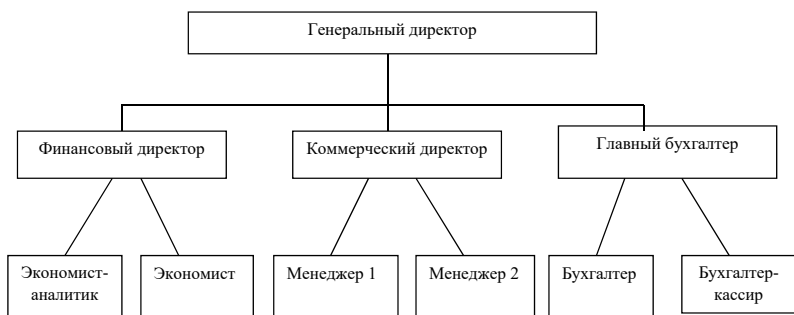 Генеральный директор
Финансовый директор
Коммерческий директор
Главный бухгалтер
Экономист-
аналитик
Экономист
Менеджер 1
Менеджер 2
Бухгалтер
Бухгалтер-
кассир